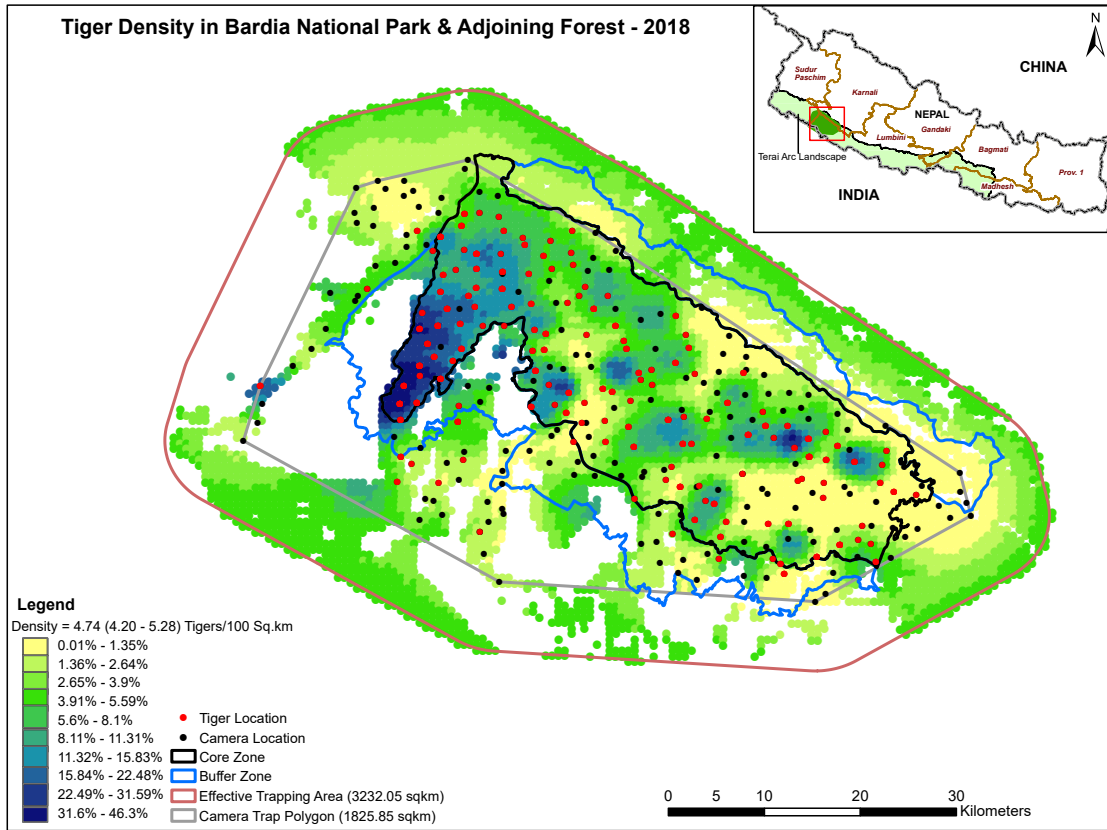 Tiger Density in Bardia National Park & Adjoining Forest - 2018
N
CHINA
Sudur
Paschim
Karnali
NEPAL
Gandaki
Lumbini
Bagmati
Terai Arc Landscape
Prov. 1
Madhesh
INDIA
Legend
Density = 4.74 (4.20 - 5.28) Tigers/100 Sq.km
0.01% - 1.35%
1.36% - 2.64%
2.65% - 3.9%
3.91% - 5.59%
5.6% - 8.1%
8.11% - 11.31%
11.32% - 15.83%
15.84% - 22.48%
22.49% - 31.59%
31.6% - 46.3%
Tiger Location
Camera Location
Core Zone
Buffer Zone
Effective Trapping Area (3232.05 sqkm)
Camera Trap Polygon (1825.85 sqkm)
0 5 10 20 30
Kilometers